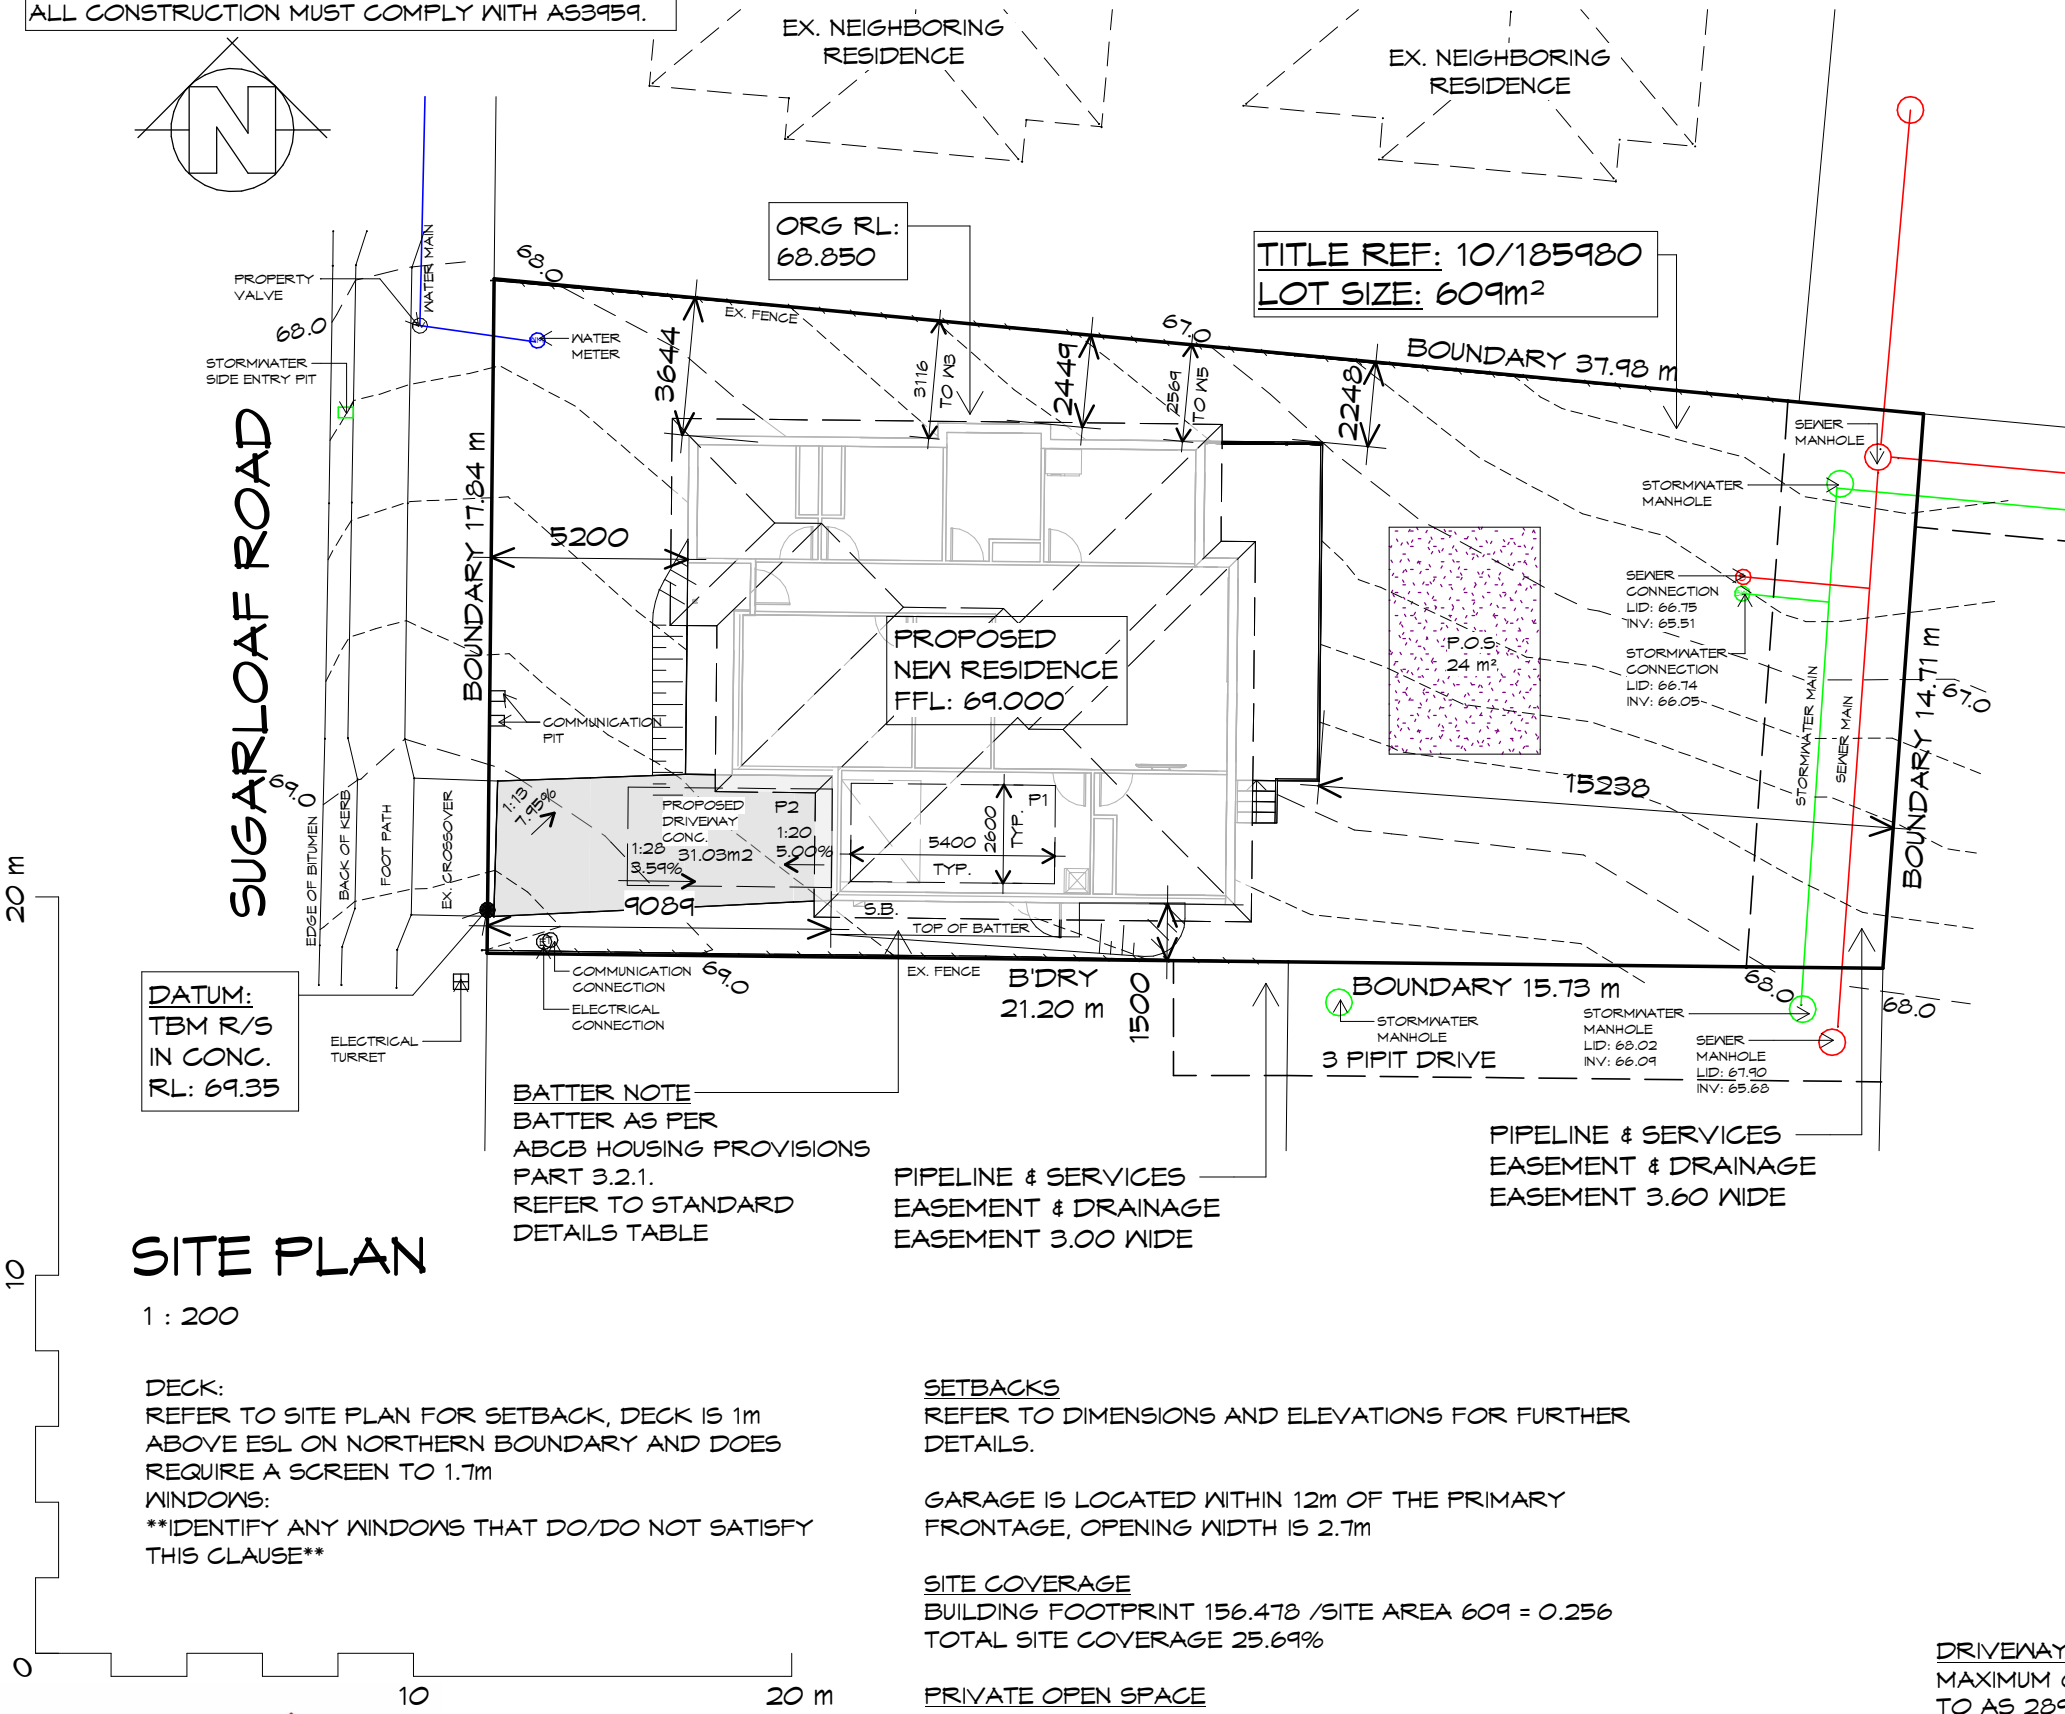 ALL CONSTRUCTION MUST COMPLY WITH AS3959.
N
EX. NEIGHBORING
RESIDENCE
EX. NEIGHBORING
RESIDENCE
ORG RL:
68.850
TITLE REF: 10/185980
LOT SIZE: 609m²
PROPERTY
VALVE
WATER MAIN
68.0
68.0
STORMWATER
SIDE ENTRY PIT
WATER
METER
EX. FENCE
3644
3116
TO W3
2449
67.0
2569
TO W5
2248
BOUNDARY 37.98 m
SEWER
MANHOLE
STORMWATER
MANHOLE
SUGARLOAF ROAD
BOUNDARY 17.84 m
5200
SEWER
CONNECTION
LID: 66.75
INV: 65.51
STORMWATER
CONNECTION
LID: 66.74
INV: 66.05
PROPOSED
NEW RESIDENCE
FFL: 69.000
P.O.S.
24 m²
COMMUNICATION
PIT
STORMWATER MAIN
SEWER MAIN
BOUNDARY 14.71 m
67.0
69.0
EDGE OF BITUMEN
BACK OF KERB
FOOT PATH
EX. CROSSOVER
1:13
7.95%
PROPOSED
DRIVEWAY
CONC.
31.03m2
1:28
3.59%
P2
1:20
5.00%
P1
5400
TYP.
2600
TYP.
15238
9089
S.B.
TOP OF BATTER
EX. FENCE
COMMUNICATION
CONNECTION
69.0
ELECTRICAL
CONNECTION
ELECTRICAL
TURRET
DATUM:
TBM R/S
IN CONC.
RL: 69.35
B'DRY
21.20 m
1500
BOUNDARY 15.73 m
STORMWATER
MANHOLE
3 PIPIT DRIVE
STORMWATER
MANHOLE
LID: 68.02
INV: 66.09
SEWER
MANHOLE
LID: 67.90
INV: 65.68
68.0
68.0
BATTER NOTE
BATTER AS PER
ABCB HOUSING PROVISIONS
PART 3.2.1.
REFER TO STANDARD
DETAILS TABLE
PIPELINE & SERVICES
EASEMENT & DRAINAGE
EASEMENT 3.00 WIDE
PIPELINE & SERVICES
EASEMENT & DRAINAGE
EASEMENT 3.60 WIDE
SITE PLAN
1 : 200
20 m
10
0
10
20 m
DECK:
REFER TO SITE PLAN FOR SETBACK, DECK IS 1m
ABOVE ESL ON NORTHERN BOUNDARY AND DOES
REQUIRE A SCREEN TO 1.7m
WINDOWS:
**IDENTIFY ANY WINDOWS THAT DO/DO NOT SATISFY
THIS CLAUSE**
SETBACKS
REFER TO DIMENSIONS AND ELEVATIONS FOR FURTHER
DETAILS.
GARAGE IS LOCATED WITHIN 12m OF THE PRIMARY
FRONTAGE, OPENING WIDTH IS 2.7m
SITE COVERAGE
BUILDING FOOTPRINT 156.478 /SITE AREA 609 = 0.256
TOTAL SITE COVERAGE 25.69%
PRIVATE OPEN SPACE
DRIVEWAY
MAXIMUM
TO AS 289